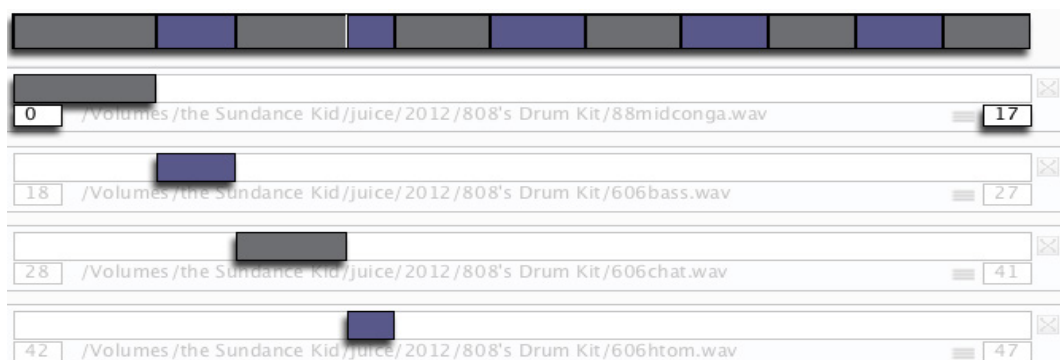 0 /Volumes/the Sundance Kid/juice/2012/808's Drum Kit/88midconga.wav 17
18 /Volumes/the Sundance Kid/juice/2012/808's Drum Kit/606bass.wav 27
28 /Volumes/the Sundance Kid/juice/2012/808's Drum Kit/606chat.wav 41
42 /Volumes/the Sundance Kid/juice/2012/808's Drum Kit/606htom.wav 47